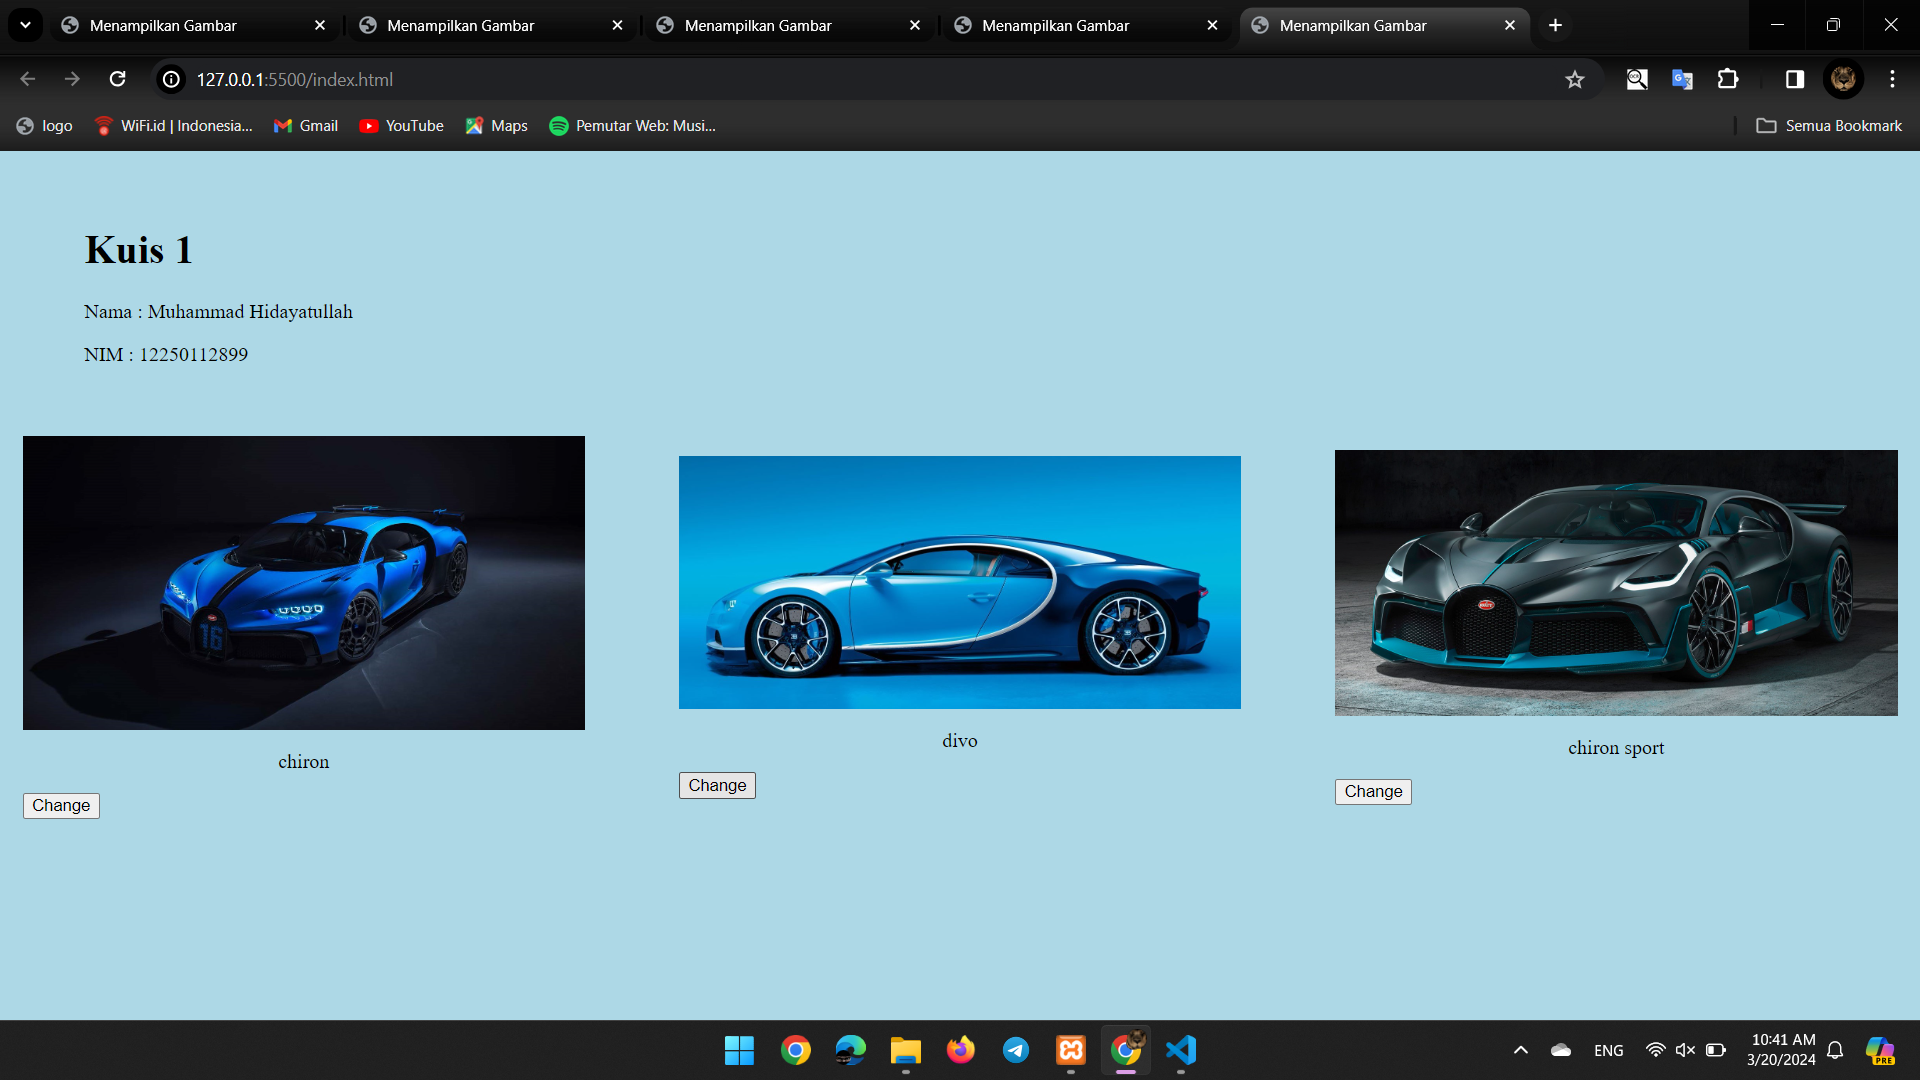 Menampilkan Gambar
Menampilkan Gambar
Menampilkan Gambar
Menampilkan Gambar
Menampilkan Gambar
127.0.0.1:5500/index.html
logo
WiFi.id | Indonesia...
Gmail
YouTube
Maps
Pemutar Web: Musi...
Semua Bookmark
Kuis 1
Nama : Muhammad Hidayatullah
NIM : 12250112899
chiron
Change
divo
Change
chiron sport
Change
ENG
10:41 AM
3/20/2024
PRE